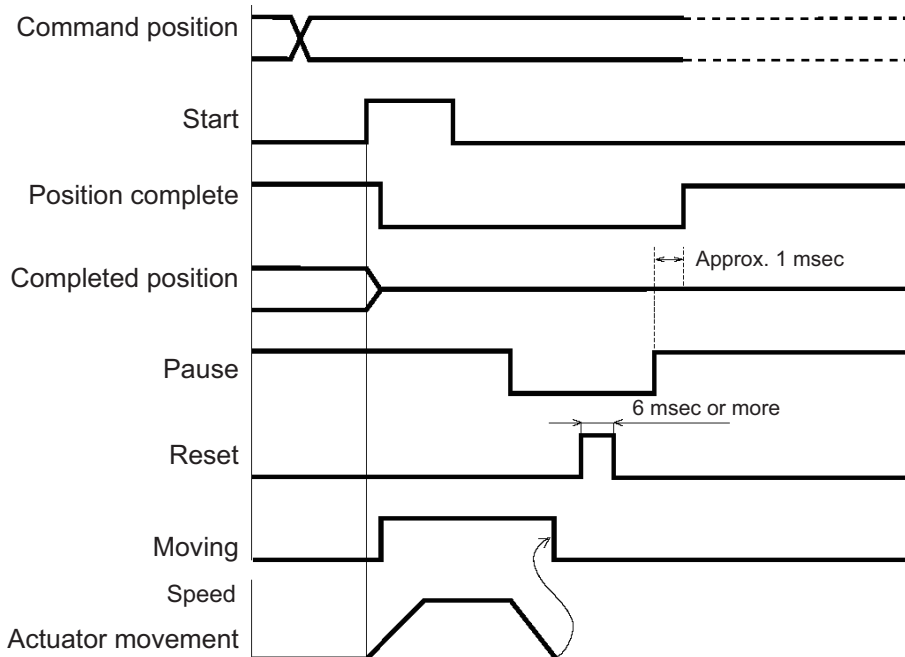 Command position
Start
Position complete
Completed position
Approx. 1 msec
Pause
6 msec or more
Reset
Moving
Speed
Actuator movement